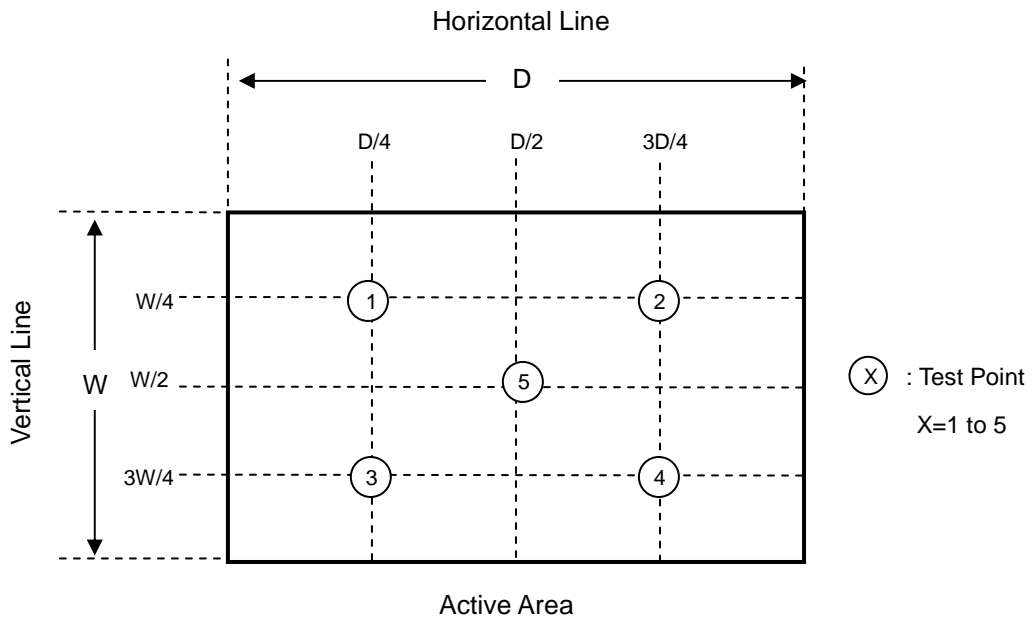 Horizontal Line
D
D/4 D/2 3D/4
W/4 1 2
Vertical Line
W W/2 5
X : Test Point
X=1 to 5
3W/4 3 4
Active Area